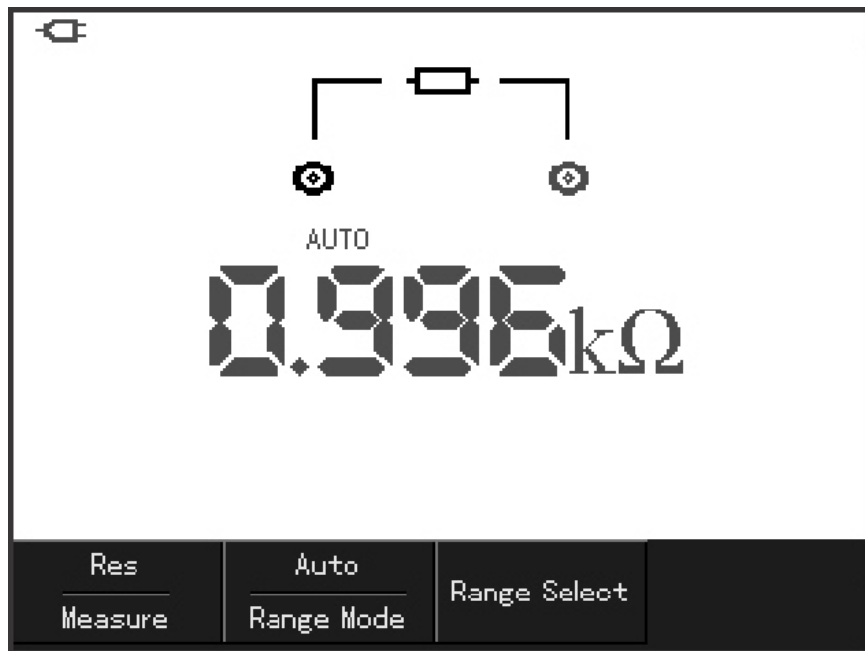 AUTO
0.996kΩ
Res
Measure
Auto
Range Mode
Range Select